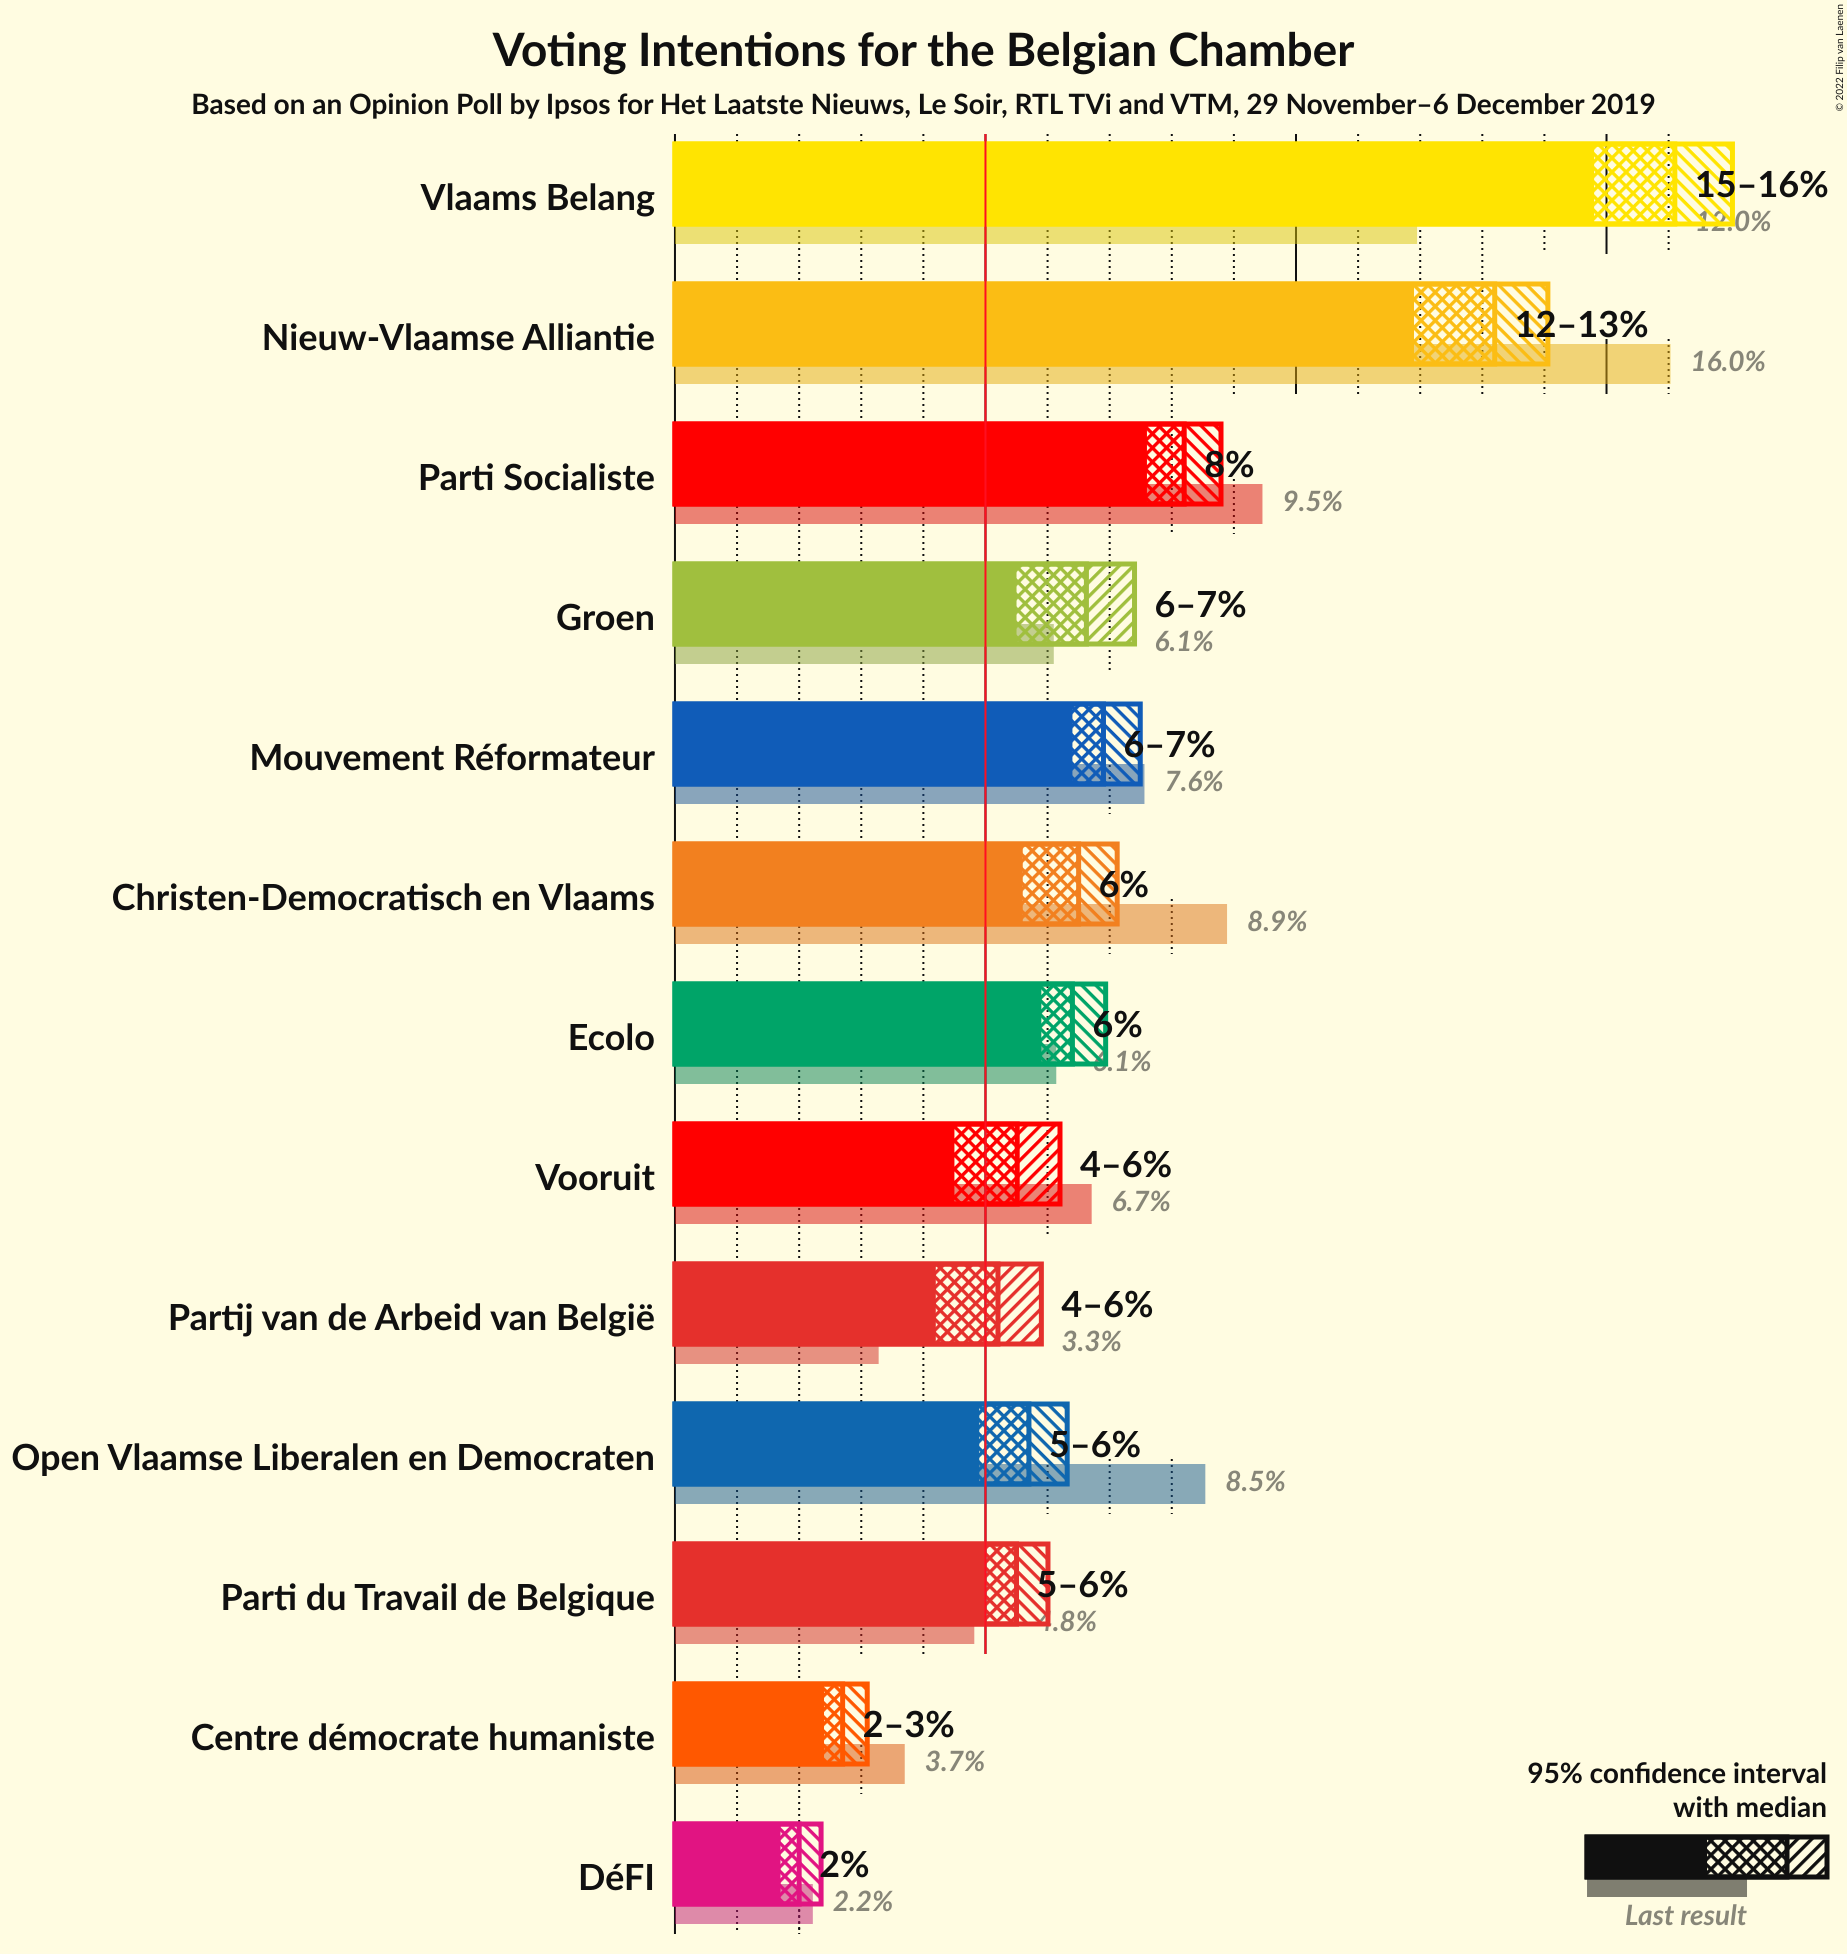 Voting Intentions for the Belgian Chamber
Based on an Opinion Poll by Ipsos for Het Laatste Nieuws, Le Soir, RTL TVi and VTM, 29 November–6 December 2019
© 2022 Filip van Laenen
Vlaams Belang
15–16%
12.0%
Nieuw-Vlaamse Alliantie
12–13%
16.0%
Parti Socialiste
8%
9.5%
Groen
6–7%
6.1%
Mouvement Réformateur
6–7%
7.6%
Christen-Democratisch en Vlaams
6%
8.9%
Ecolo
6%
6.1%
Vooruit
4–6%
6.7%
Partij van de Arbeid van België
4–6%
3.3%
Open Vlaamse Liberalen en Democraten
5–6%
8.5%
Parti du Travail de Belgique
5–6%
4.8%
Centre démocrate humaniste
2–3%
3.7%
DéFI
2%
2.2%
95% confidence interval
with median
Last result